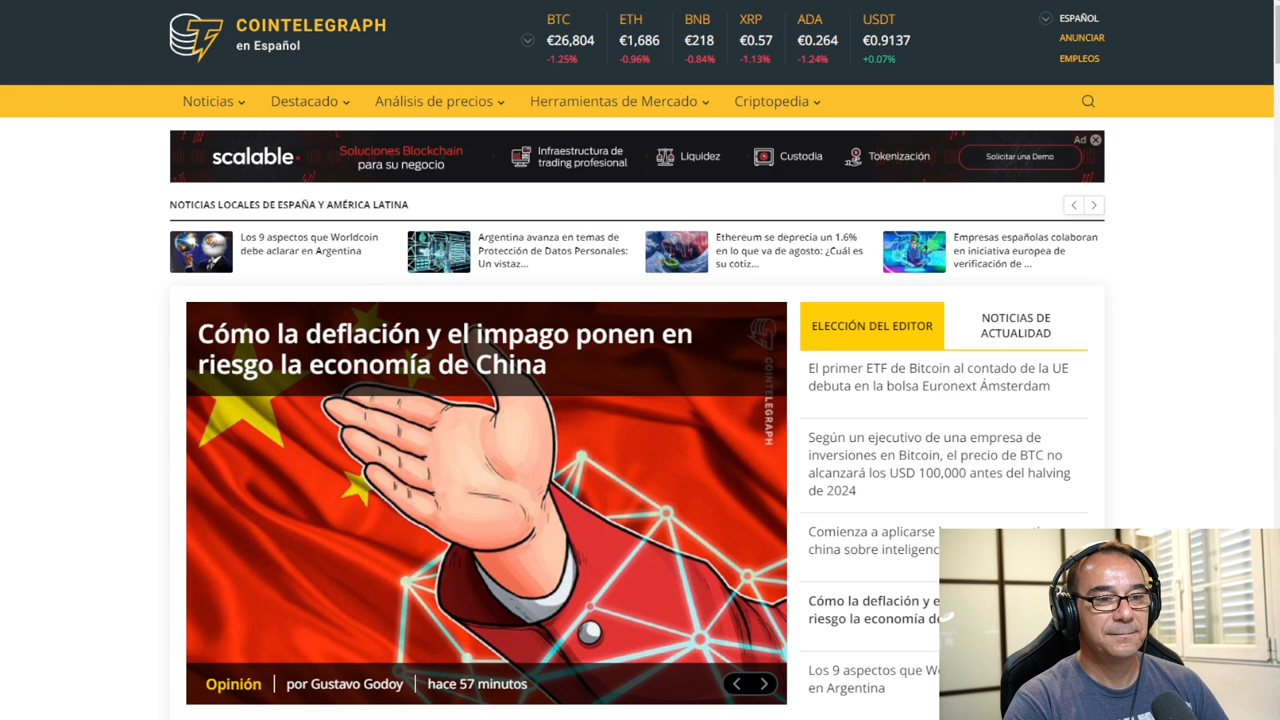 COINTELEGRAPH
en Español
BTC ETH BNB XRP ADA USDT
€26,804 €1,686 €218 €0.57 €0.264 €0.9137
-1.25% -0.96% -0.84% -1.13% -1.24% +0.07%
ESPAÑOL
ANUNCIAR
EMPLEOS
Noticias Destacado Análisis de precios Herramientas de Mercado Criptopedia
scalable
Soluciones Blockchain
para su negocio
Infraestructura de
trading profesional
Liquidez
Custodia
Tokenización
Solicitar una Demo
Ad
NOTICIAS LOCALES DE ESPAÑA Y AMÉRICA LATINA
Los 9 aspectos que Worldcoin
debe aclarar en Argentina
Argentina avanza en temas de
Protección de Datos Personales:
Un vistaz...
Ethereum se deprecia un 1.6%
en lo que va de agosto: ¿Cuál es
su cotiz...
Empresas españolas colaboran
en iniciativa europea de
verificación de ...
Cómo la deflación y el impago ponen en
riesgo la economía de China
COINTELEGRAPH
Opinión | por Gustavo Godoy | hace 57 minutos
ELECCIÓN DEL EDITOR
NOTICIAS DE
ACTUALIDAD
El primer ETF de Bitcoin al contado de la UE
debuta en la bolsa Euronext Ámsterdam
Según un ejecutivo de una empresa de
inversiones en Bitcoin, el precio de BTC no
alcanzará los USD 100,000 antes del halving
de 2024
Comienza a aplicarse
china sobre
Cómo la deflación y
riesgo la economía
Los 9 aspectos que
en Argentina